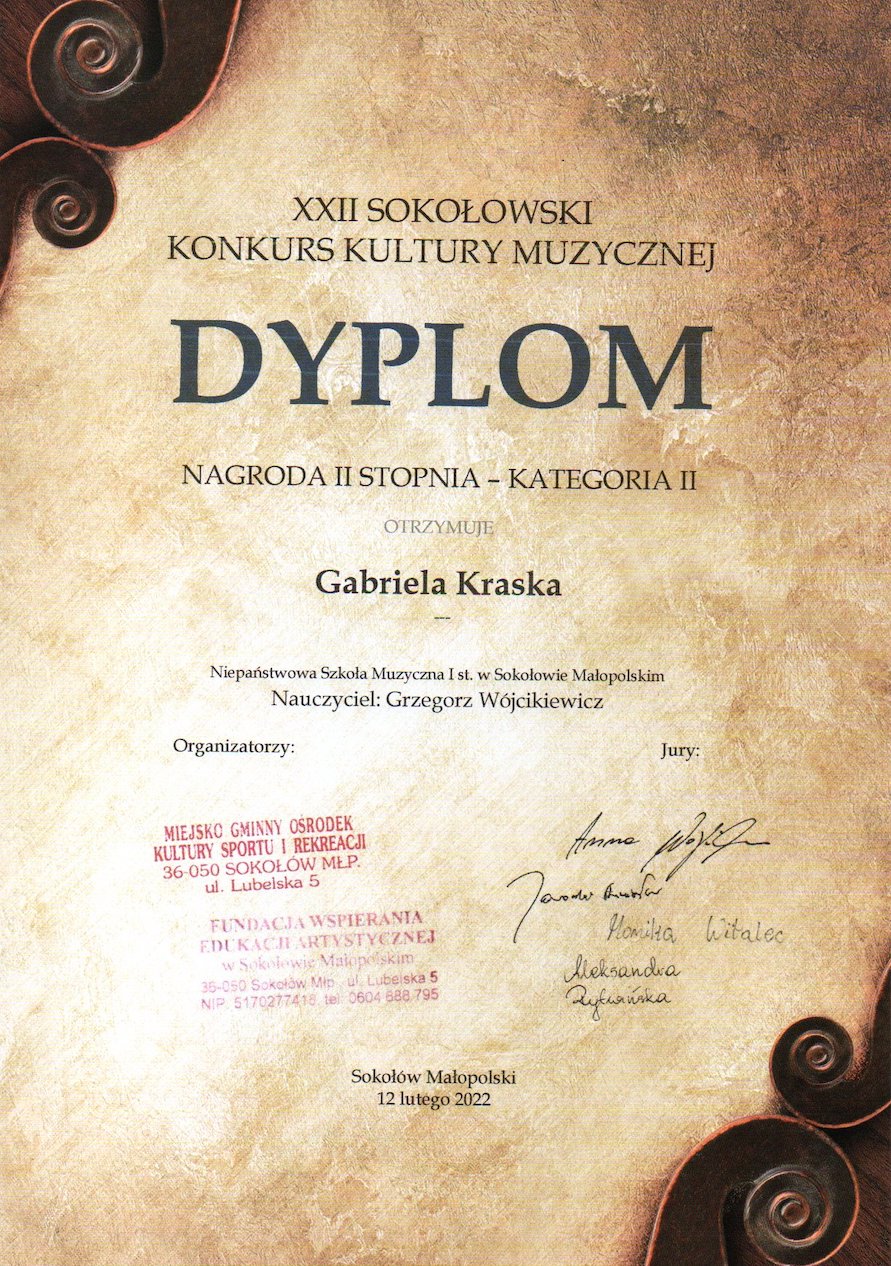 XXII SOKOŁOWSKI
KONKURS KULTURY MUZYCZNEJ
DYPLOM
NAGRODA II STOPNIA – KATEGORIA II
OTRZYMUJE
Gabriela Kraska
---
Niepaństwowa Szkoła Muzyczna I st. w Sokołowie Małopolskim
Nauczyciel: Grzegorz Wójcikiewicz
Organizatorzy:
Jury:
MIEJSKO GMINNY OŚRODEK
KULTURY SPORTU I REKREACJI
36-050 SOKOŁÓW MŁP.
ul. Lubelska 5
FUNDACJA WSPIERANIA
EDUKACJI ARTYSTYCZNEJ
w Sokołowie Małopolskim
36-050 Sokołów Młp., ul. Lubelska 5
NIP. 5170277418, tel. 0604 688 795
Anna
Monika Witalec
Aleksandra
Sokołów Małopolski
12 lutego 2022